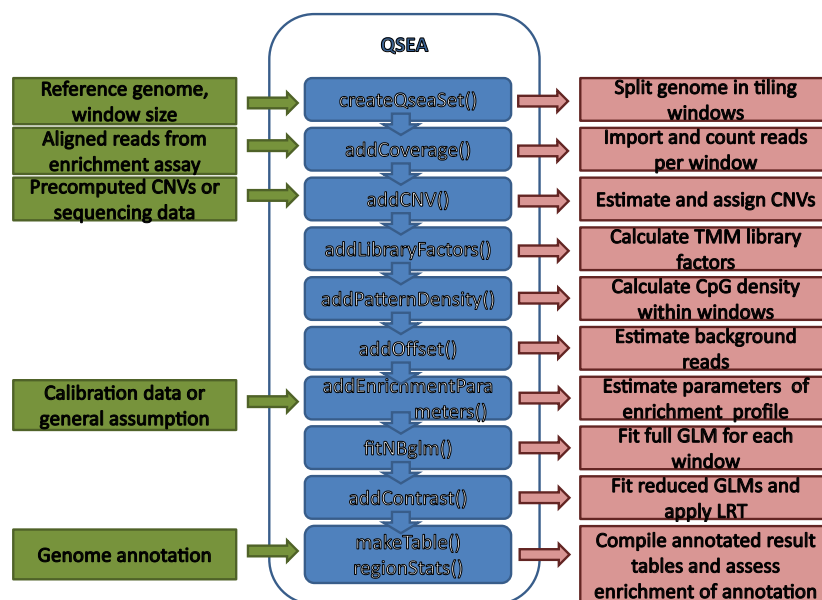 QSEA
Reference genome,
window size
createQseaSet()
Split genome in tiling
windows
Aligned reads from
enrichment assay
addCoverage()
Import and count reads
per window
Precomputed CNVs or
sequencing data
addCNV()
Estimate and assign CNVs
addLibraryFactors()
Calculate TMM library
factors
addPatternDensity()
Calculate CpG density
within windows
addOffset()
Estimate background
reads
Calibration data or
general assumption
addEnrichmentPara
meters()
Estimate parameters of
enrichment profile
fitNBglm()
Fit full GLM for each
window
addContrast()
Fit reduced GLMs and
apply LRT
Genome annotation
makeTable()
regionStats()
Compile annotated result
tables and assess
enrichment of annotation